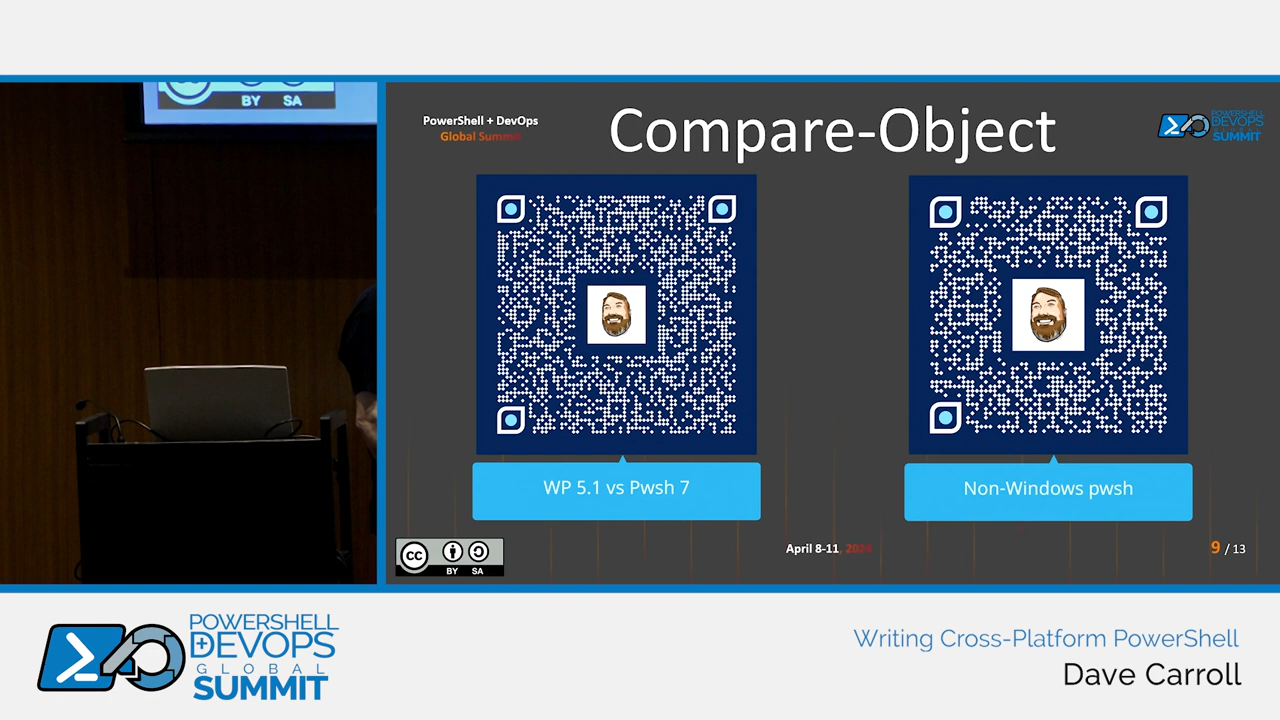 BY SA
PowerShell + DevOps
Global Summit
Compare-Object
POWERSHELL
DEVOPS
GLOBAL
SUMMIT
WP 5.1 vs Pwsh 7
Non-Windows pwsh
cc
BY SA
April 8-11, 2024
9 / 13
POWERSHELL
+DEVOPS
GLOBAL
SUMMIT
Writing Cross-Platform PowerShell
Dave Carroll